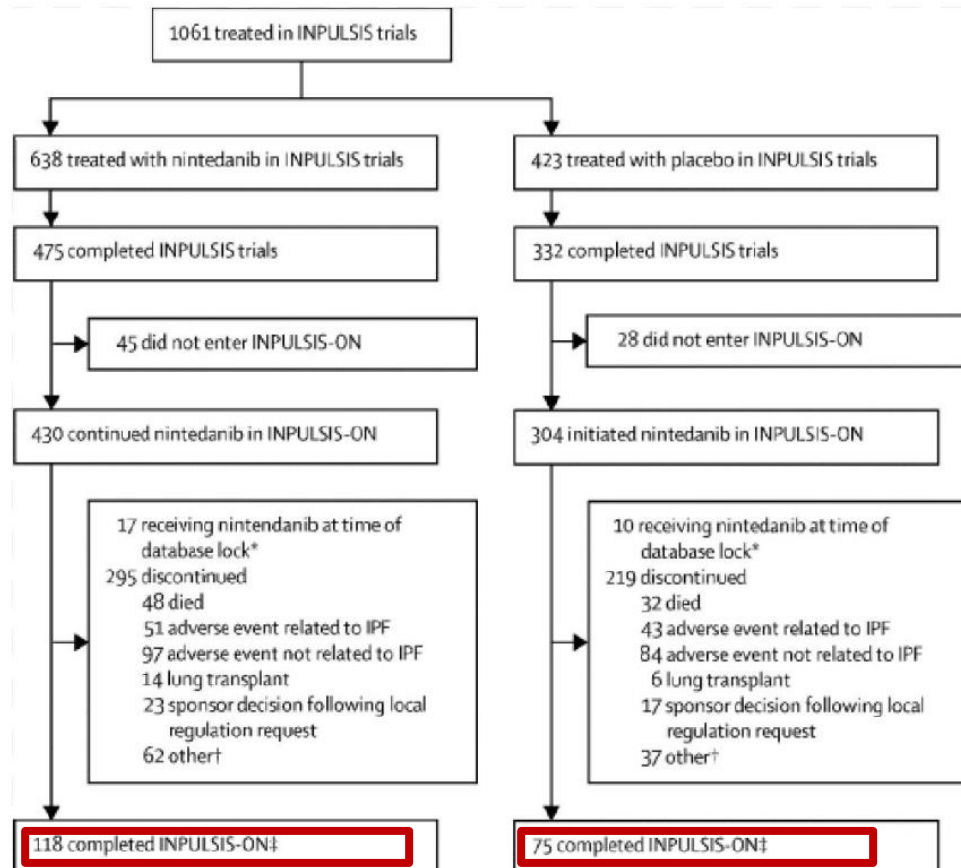 1061 treated in INPULSIS trials
638 treated with nintedanib in INPULSIS trials
423 treated with placebo in INPULSIS trials
475 completed INPULSIS trials
332 completed INPULSIS trials
45 did not enter INPULSIS-ON
28 did not enter INPULSIS-ON
430 continued nintedanib in INPULSIS-ON
304 initiated nintedanib in INPULSIS-ON
17 receiving nintendanib at time of
database lock*
295 discontinued
48 died
51 adverse event related to IPF
97 adverse event not related to IPF
14 lung transplant
23 sponsor decision following local
regulation request
62 other†
10 receiving nintedanib at time of
database lock*
219 discontinued
32 died
43 adverse event related to IPF
84 adverse event not related to IPF
6 lung transplant
17 sponsor decision following local
regulation request
37 other†
118 completed INPULSIS-ON‡
75 completed INPULSIS-ON‡